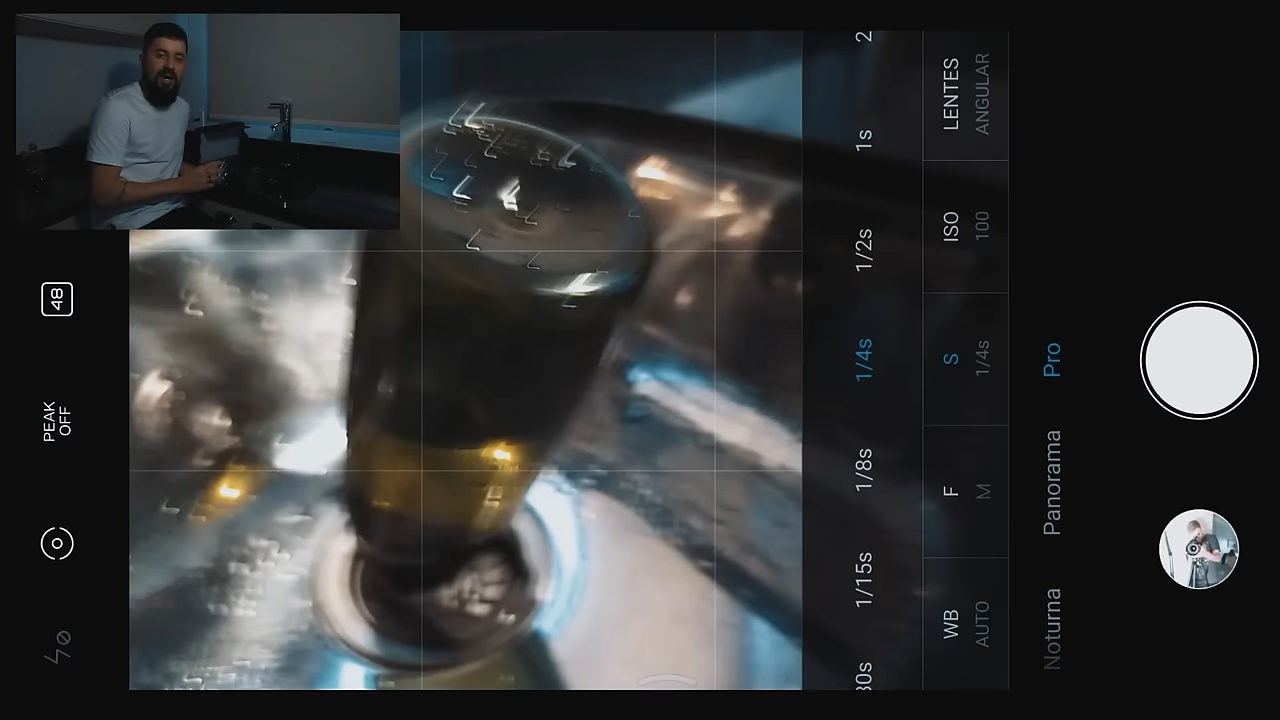 48
PEAK
OFF
2
1s
1/2s
1/4s
1/8s
1/15s
LENTES
ANGULAR
ISO
100
S
1/4s
F
M
WB
AUTO
Pro
Panorama
Noturna